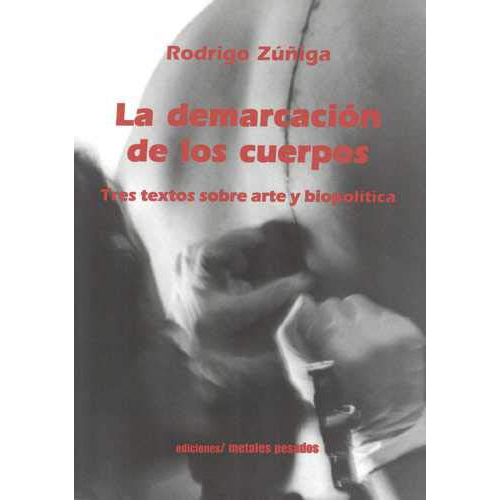 Rodrigo Zúñiga
La demarcación
de los cuerpos
Tres textos sobre arte y biopolítica
ediciones/ metales pesados